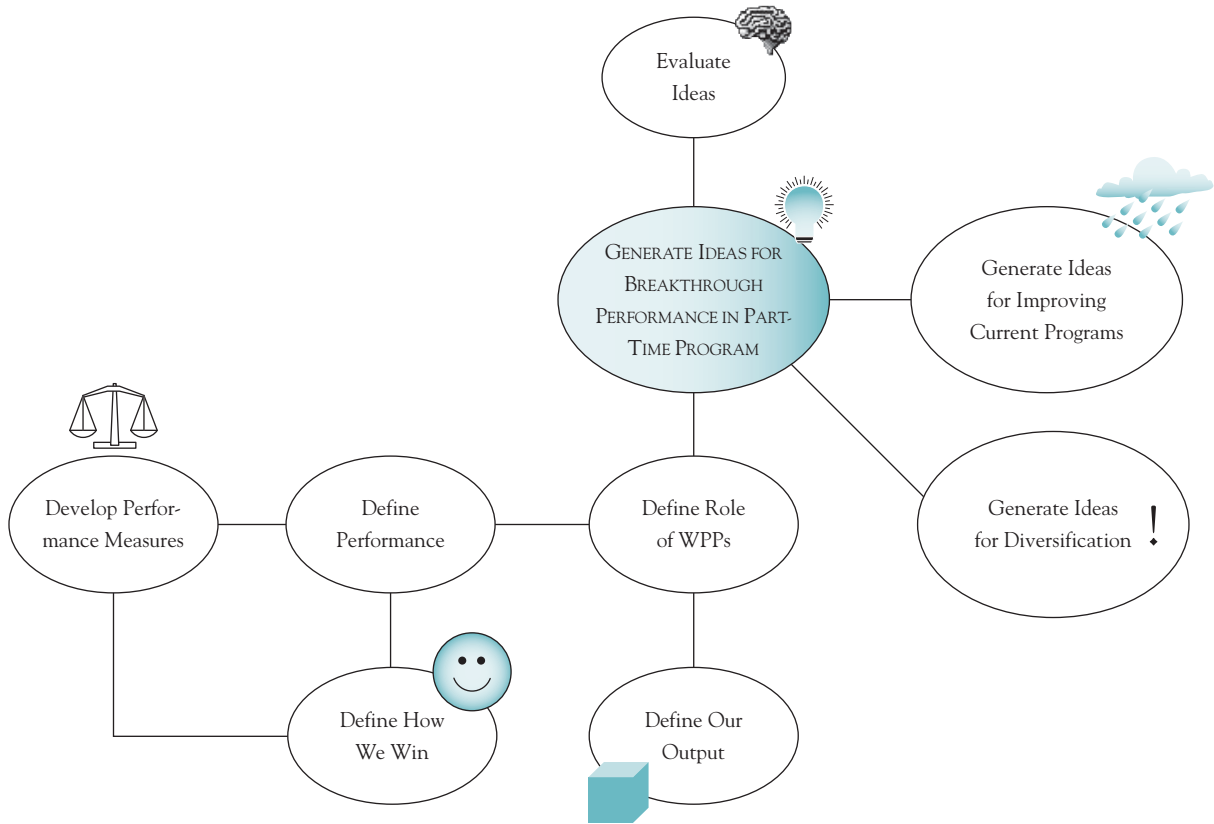 Evaluate
Ideas
GENERATE IDEAS FOR
BREAKTHROUGH
PERFORMANCE IN PART-
TIME PROGRAM
Generate Ideas
for Improving
Current Programs
Develop Perfor-
mance Measures
Define
Performance
Define Role
of WPPs
Generate Ideas
for Diversification
!
Define How
We Win
Define Our
Output